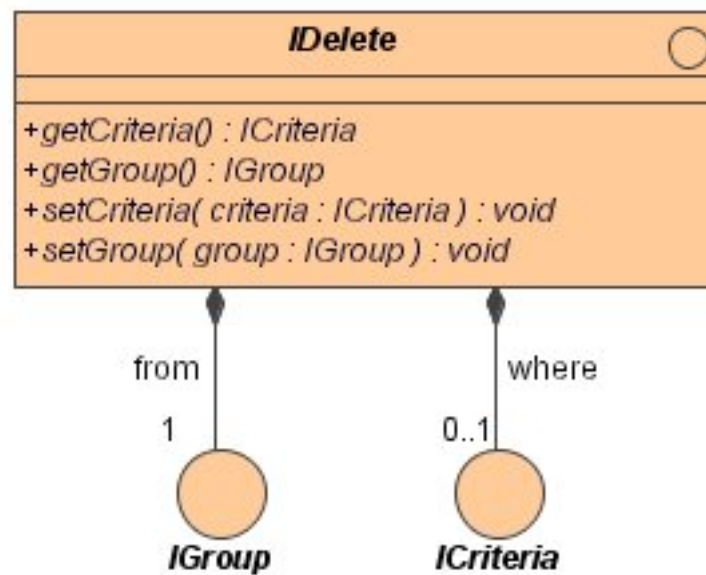 IDelete
+getCriteria() : ICriteria
+getGroup() : IGroup
+setCriteria( criteria : ICriteria ) : void
+setGroup( group : IGroup ) : void
from
where
1
0..1
IGroup
ICriteria